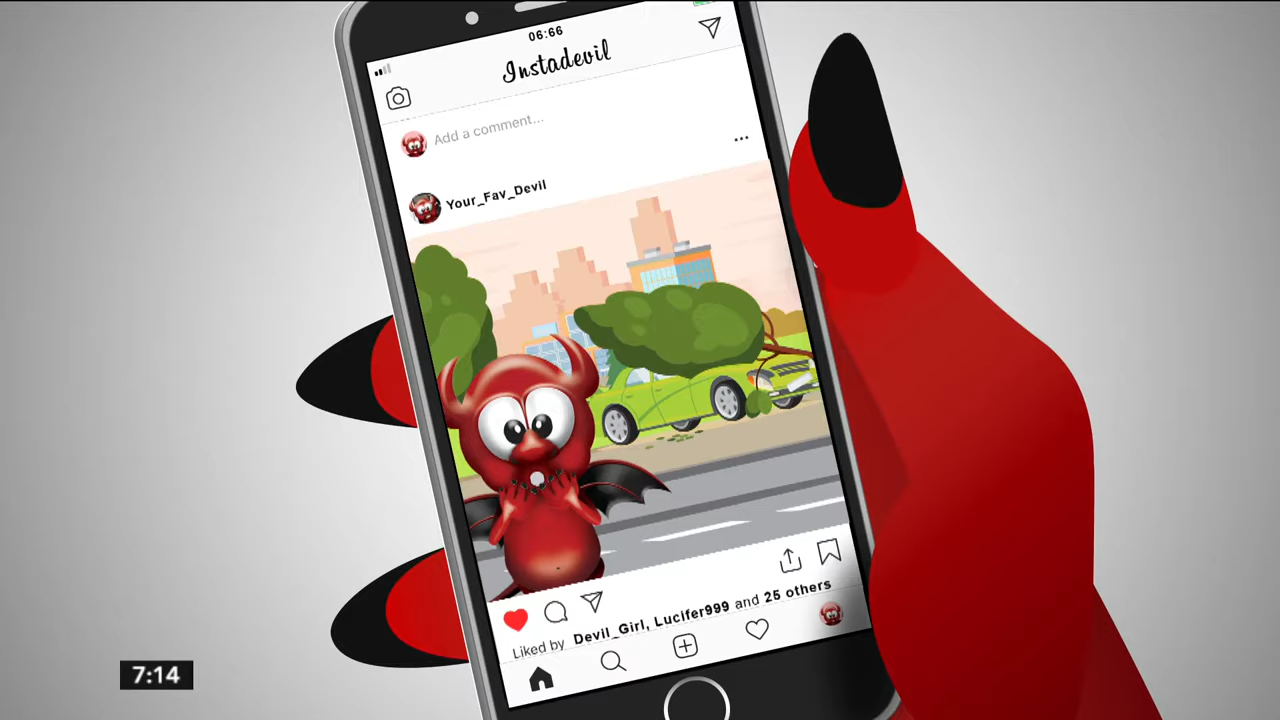 06:66
Instadevil
Add a comment...
Your_Fav_Devil
Liked by Devil_Girl, Lucifer999 and 25 others
7:14